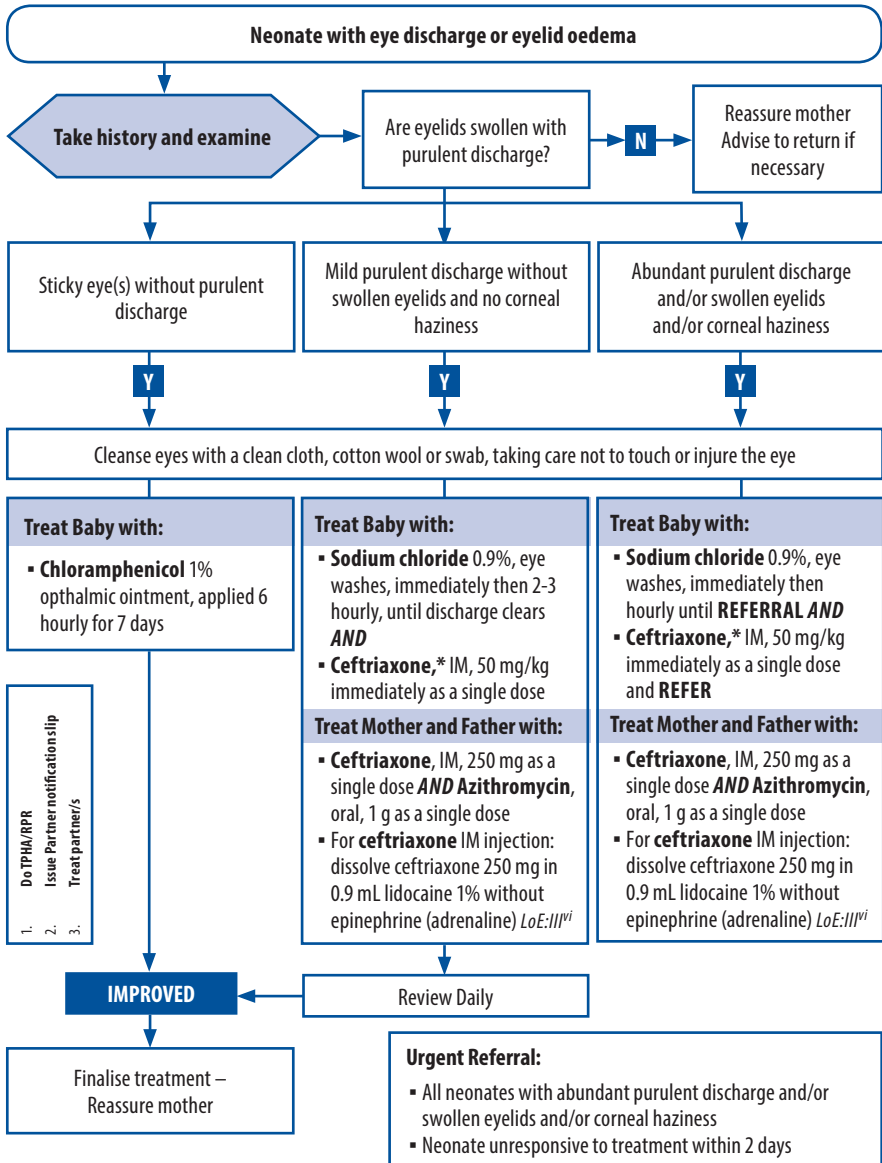 Neonate with eye discharge or eyelid oedema
Take history and examine
Are eyelids swollen with
purulent discharge?
N
Reassure mother
Advise to return if
necessary
Sticky eye(s) without purulent
discharge
Mild purulent discharge without
swollen eyelids and no corneal
haziness
Abundant purulent discharge
and/or swollen eyelids
and/or corneal haziness
Y
Y
Y
Cleanse eyes with a clean cloth, cotton wool or swab, taking care not to touch or injure the eye
Treat Baby with:
▪ Chloramphenicol 1%
opthalmic ointment, applied 6
hourly for 7 days
Treat Baby with:
▪ Sodium chloride 0.9%, eye
washes, immediately then 2-3
hourly, until discharge clears
AND
▪ Ceftriaxone,* IM, 50 mg/kg
immediately as a single dose
Treat Mother and Father with:
▪ Ceftriaxone, IM, 250 mg as a
single dose AND Azithromycin,
oral, 1 g as a single dose
▪ For ceftriaxone IM injection:
dissolve ceftriaxone 250 mg in
0.9 mL lidocaine 1% without
epinephrine (adrenaline) LoE:III^vi
Treat Baby with:
▪ Sodium chloride 0.9%, eye
washes, immediately then
hourly until REFERRAL AND
▪ Ceftriaxone,* IM, 50 mg/kg
immediately as a single dose
and REFER
Treat Mother and Father with:
▪ Ceftriaxone, IM, 250 mg as a
single dose AND Azithromycin,
oral, 1 g as a single dose
▪ For ceftriaxone IM injection:
dissolve ceftriaxone 250 mg in
0.9 mL lidocaine 1% without
epinephrine (adrenaline) LoE:III^vi
1. Do TPHA/RPR
2. Issue Partner notification slip
3. Treat partner/s
IMPROVED
Review Daily
Finalise treatment –
Reassure mother
Urgent Referral:
▪ All neonates with abundant purulent discharge and/or
swollen eyelids and/or corneal haziness
▪ Neonate unresponsive to treatment within 2 days